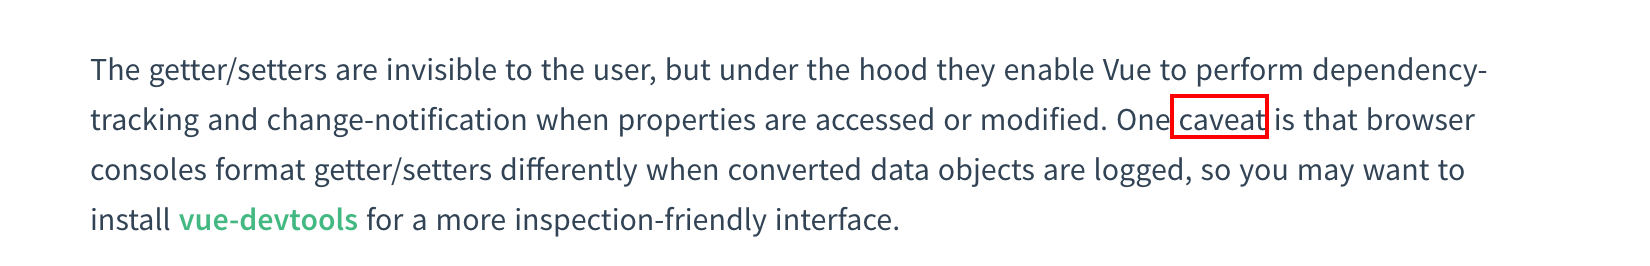 The getter/setters are invisible to the user, but under the hood they enable Vue to perform dependency-
tracking and change-notification when properties are accessed or modified. One caveat is that browser
consoles format getter/setters differently when converted data objects are logged, so you may want to
install vue-devtools for a more inspection-friendly interface.